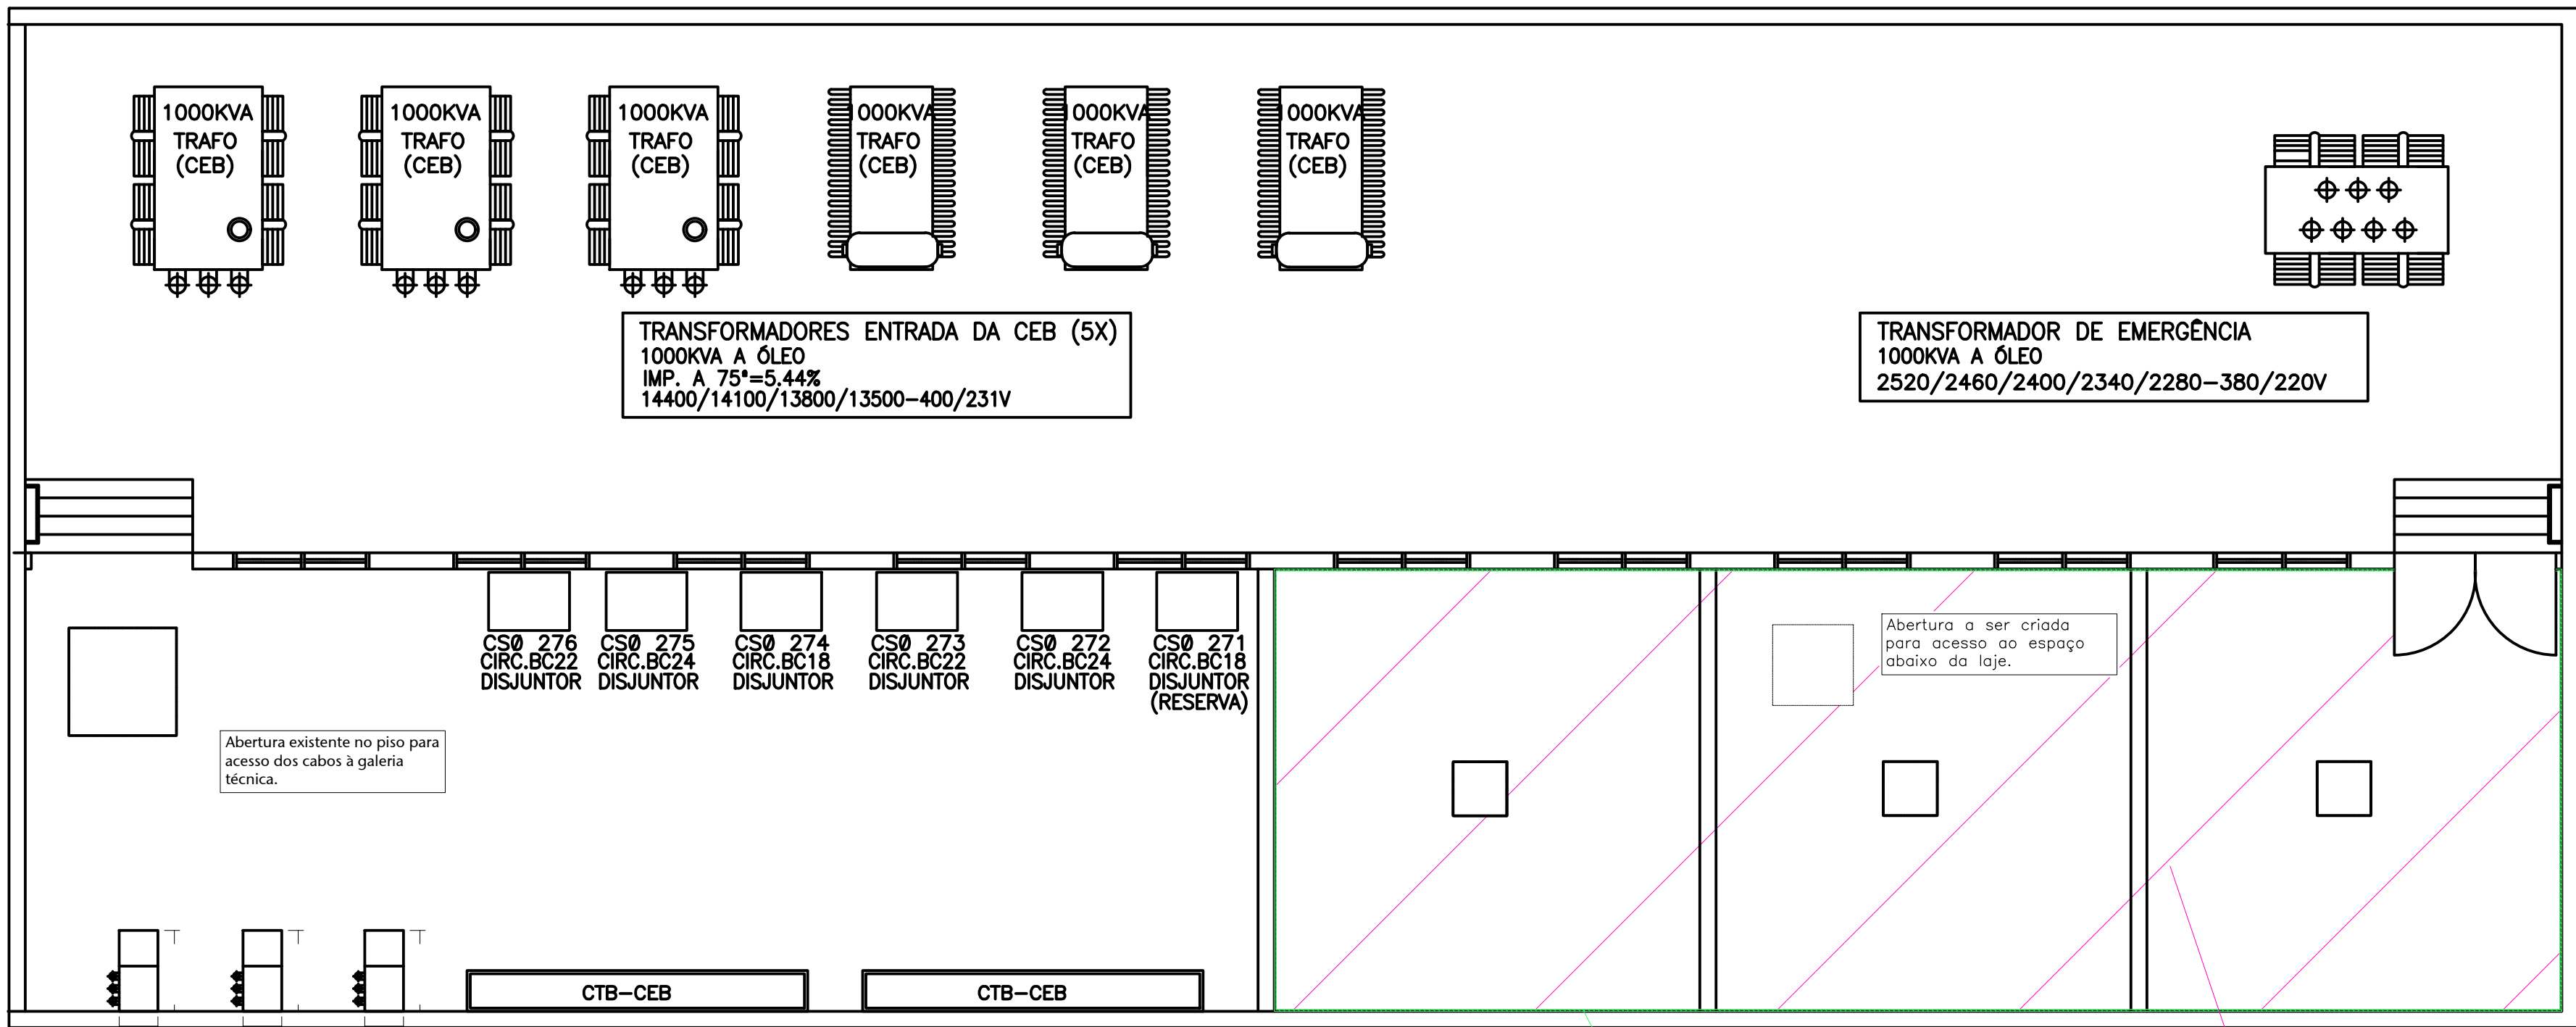 1000KVA
TRAFO
(CEB)
1000KVA
TRAFO
(CEB)
1000KVA
TRAFO
(CEB)
1000KVA
TRAFO
(CEB)
1000KVA
TRAFO
(CEB)
1000KVA
TRAFO
(CEB)
TRANSFORMADORES ENTRADA DA CEB (5X)
1000KVA A ÓLEO
IMP. A 75°=5.44%
14400/14100/13800/13500-400/231V
TRANSFORMADOR DE EMERGÊNCIA
1000KVA A ÓLEO
2520/2460/2400/2340/2280-380/220V
CSØ 276
CIRC.BC22
DISJUNTOR
CSØ 275
CIRC.BC24
DISJUNTOR
CSØ 274
CIRC.BC18
DISJUNTOR
CSØ 273
CIRC.BC22
DISJUNTOR
CSØ 272
CIRC.BC24
DISJUNTOR
CSØ 271
CIRC.BC18
DISJUNTOR
(RESERVA)
Abertura a ser criada
para acesso ao espaço
abaixo da laje.
Abertura existente no piso para
acesso dos cabos à galeria
técnica.
CTB-CEB
CTB-CEB